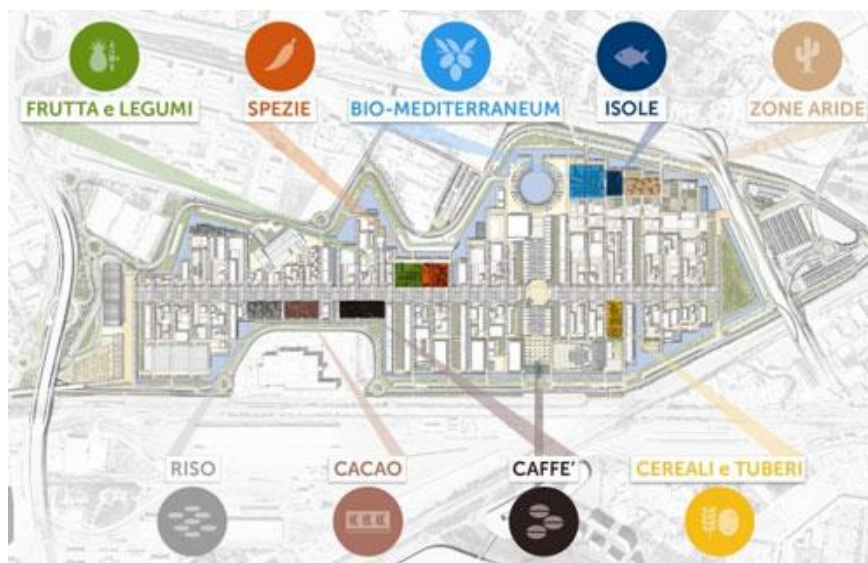 FRUTTA e LEGUMI
SPEZIE
BIO-MEDITERRANEUM
ISOLE
ZONE ARIDE
RISO
CACAO
CAFFE'
CEREALI e TUBERI